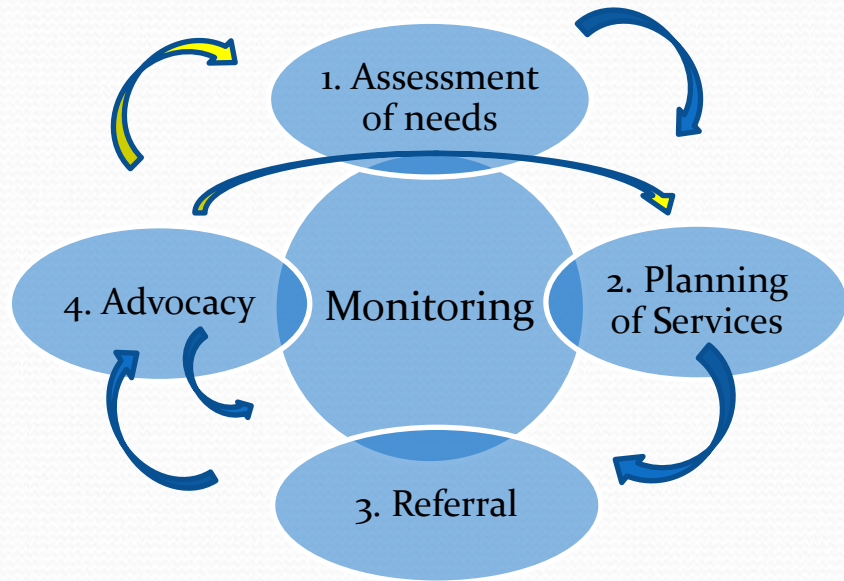 1. Assessment
of needs
4. Advocacy
Monitoring
2. Planning
of Services
3. Referral